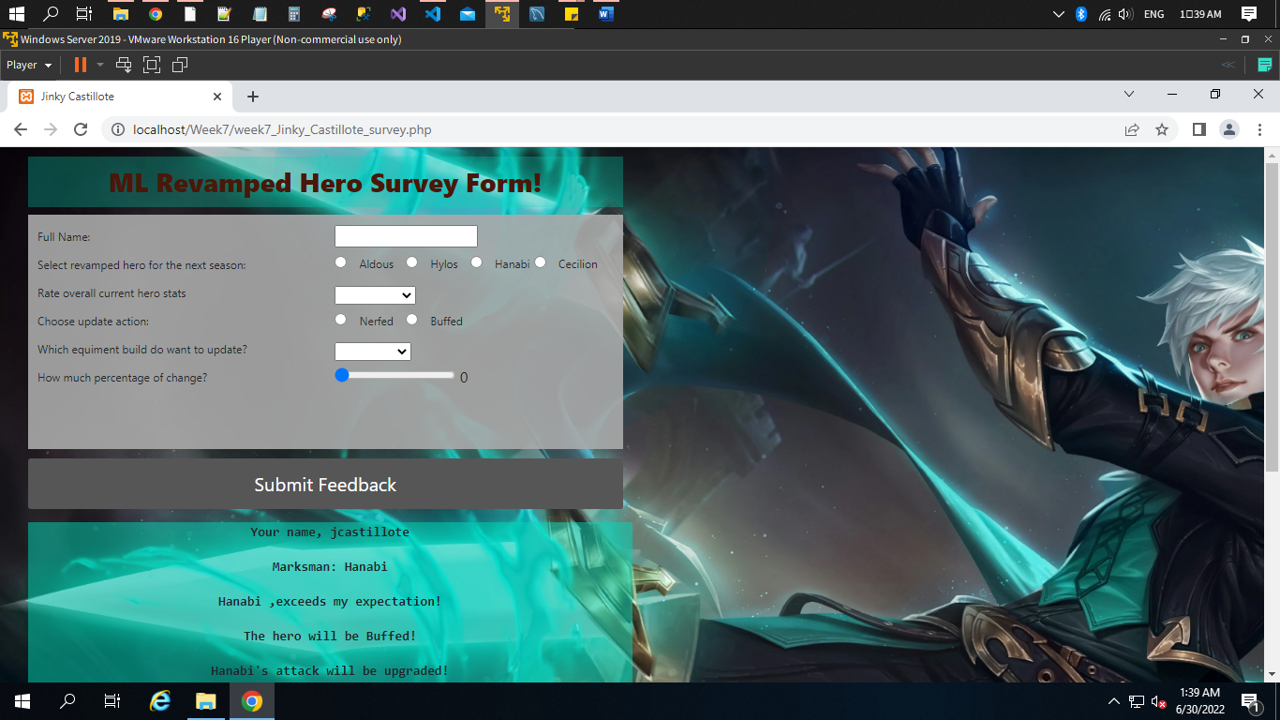 ENG 1:39 AM
Windows Server 2019 - VMware Workstation 16 Player (Non-commercial use only)
Player
Jinky Castillote
localhost/Week7/week7_Jinky_Castillote_survey.php
ML Revamped Hero Survey Form!
Full Name:
Select revamped hero for the next season: Aldous Hylos Hanabi Cecilion
Rate overall current hero stats
Choose update action: Nerfed Buffed
Which equiment build do want to update?
How much percentage of change? 0
Submit Feedback
Your name, jcastillote
Marksman: Hanabi
Hanabi ,exceeds my expectation!
The hero will be Buffed!
Hanabi's attack will be upgraded!
1:39 AM
6/30/2022
1